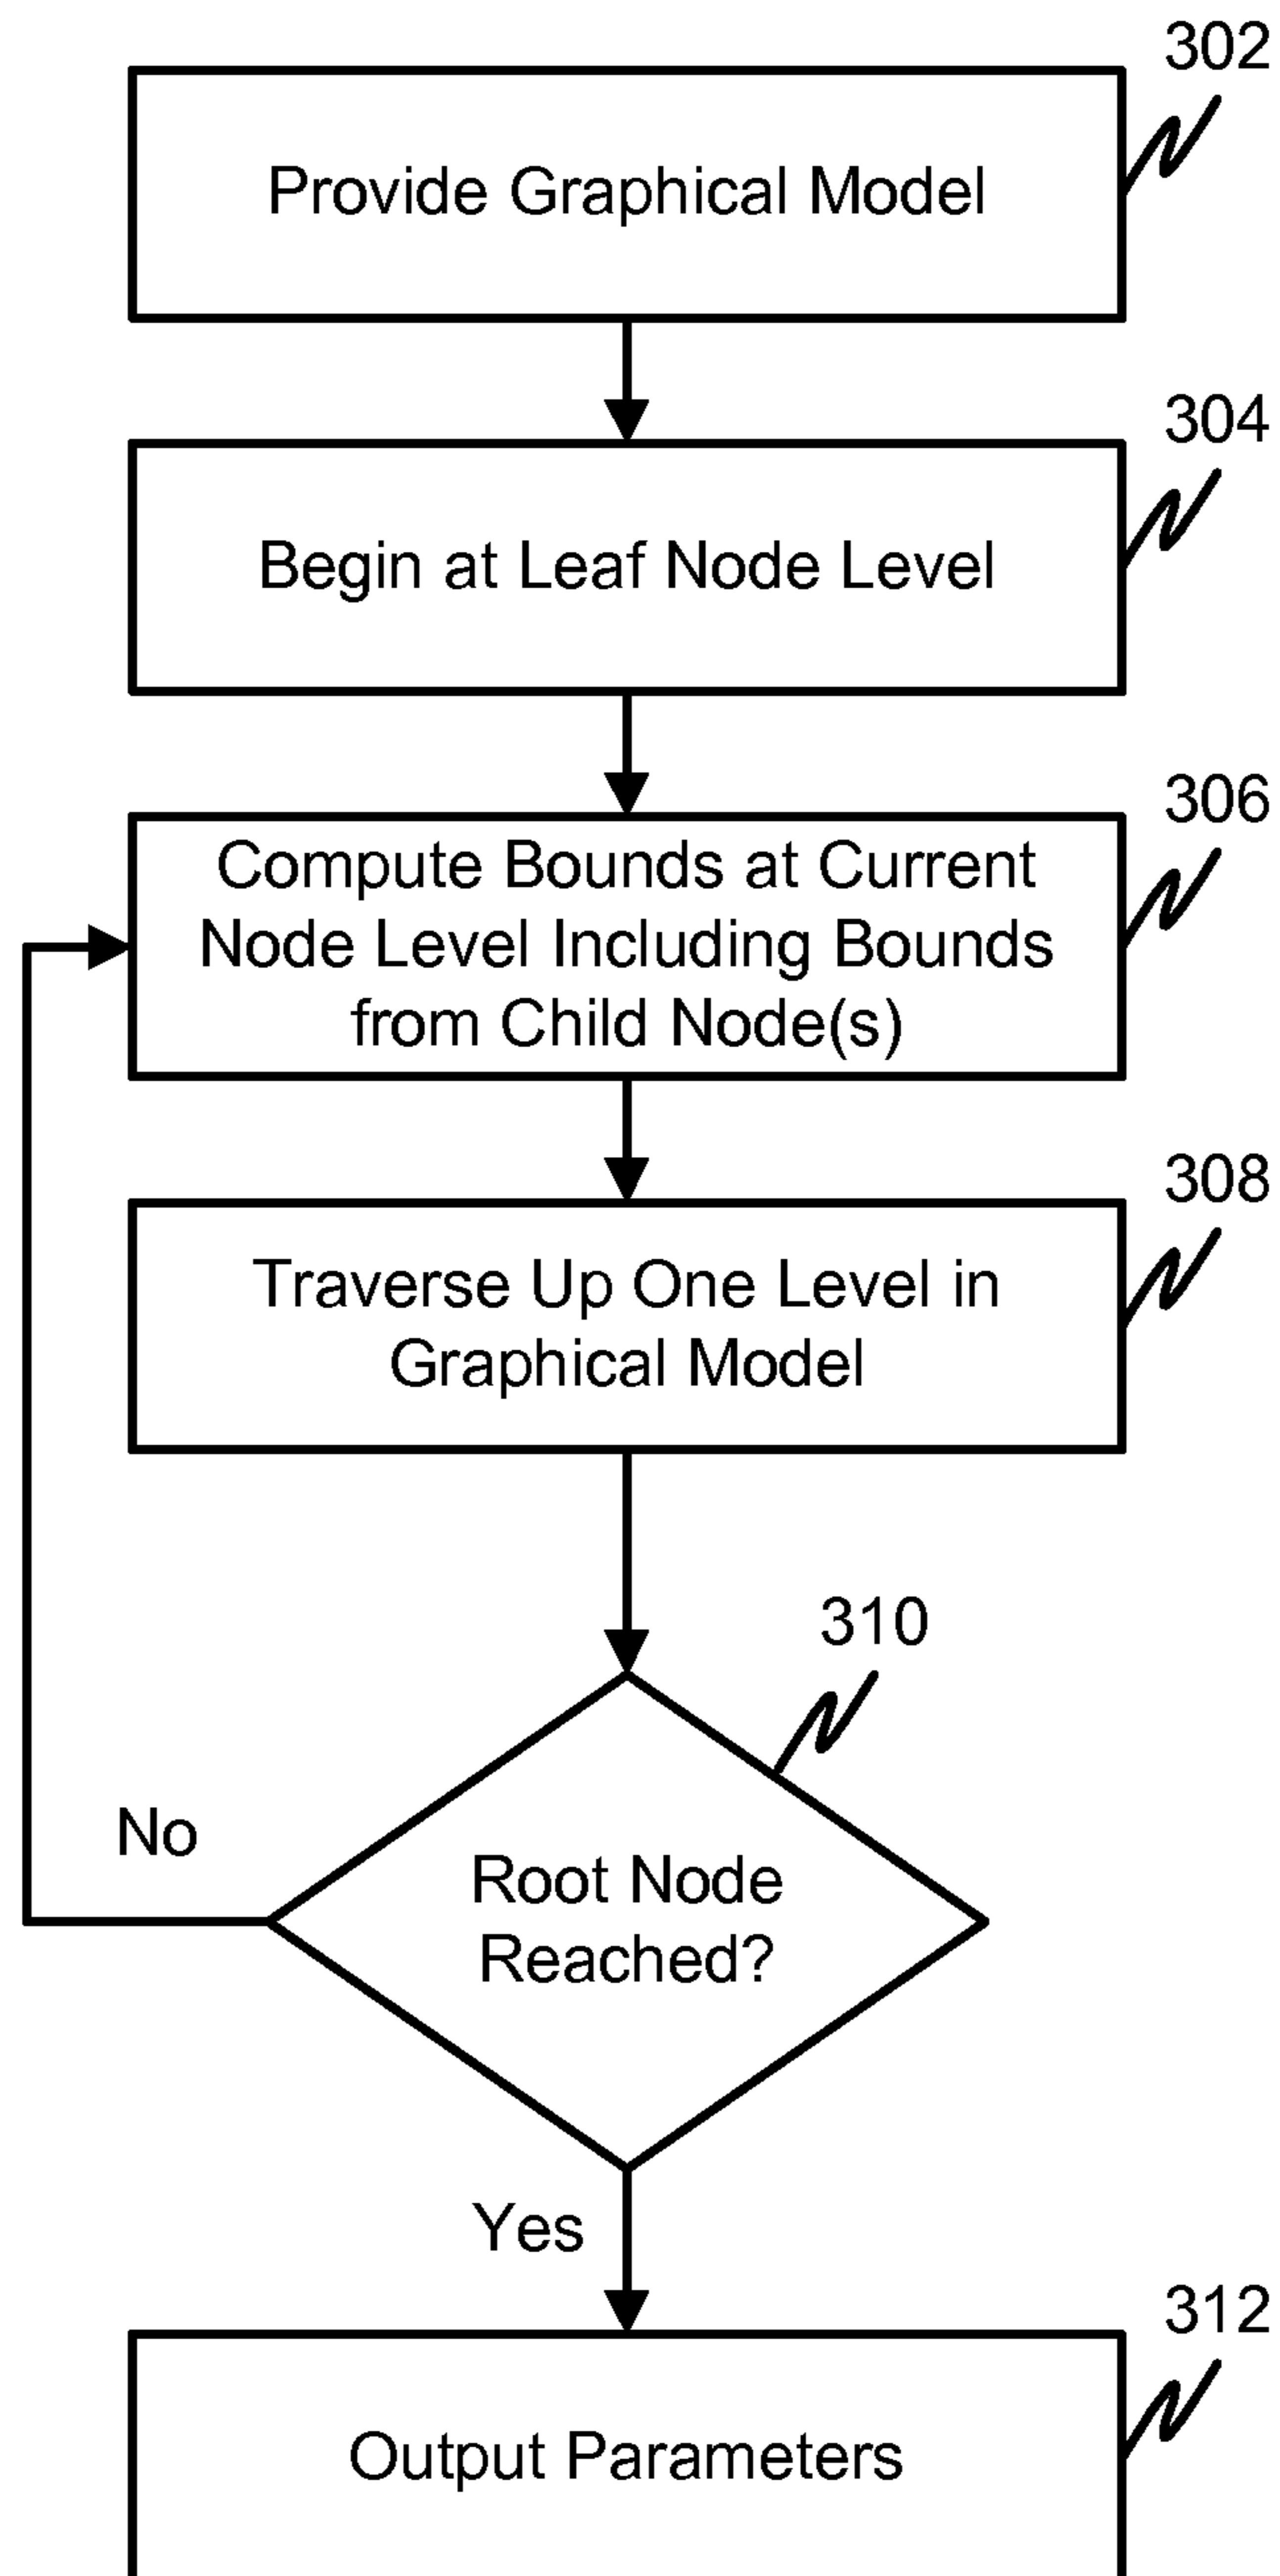 302
Provide Graphical Model
304
Begin at Leaf Node Level
306
Compute Bounds at Current
Node Level Including Bounds
from Child Node(s)
308
Traverse Up One Level in
Graphical Model
310
No
Root Node
Reached?
Yes
312
Output Parameters